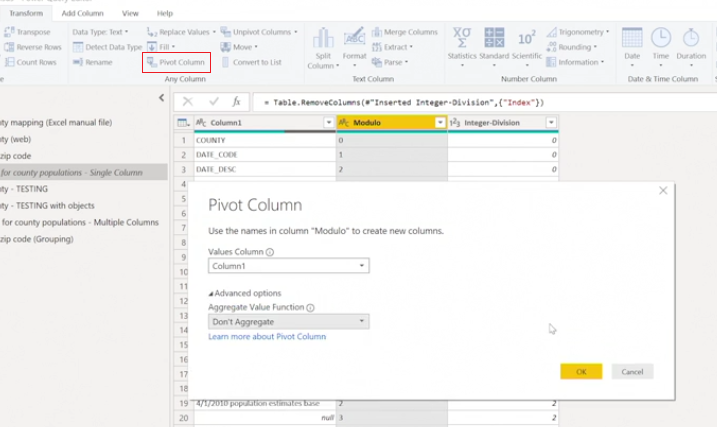 Transform Add Column View Help
Transpose Data Type: Text Replace Values Unpivot Columns Merge Columns Trigonometry
Reverse Rows Detect Data Type Fill Move Extract Rounding
Count Rows Rename Pivot Column Convert to List Split Column Format Parse Statistics Standard Scientific 10² Information Date Time Duration
Any Column Text Column Number Column Date & Time Column
= Table.RemoveColumns(#"Inserted Integer-Division",{"Index"})
ty mapping (Excel manual file)
ABC Column1 ABC Modulo 123 Integer-Division
ty (web)
1 COUNTY 0 0
zip code
2 DATE_CODE 1 0
for county populations - Single Column
3 DATE_DESC 2 0
ty - TESTING
4
ty - TESTING with objects
5
for county populations - Multiple Columns
6
zip code (Grouping)
7
8
9
10
11
12
13
14
15
16
17
18
Pivot Column
Use the names in column "Modulo" to create new columns.
Values Column
Column1
Advanced options
Aggregate Value Function
Don't Aggregate
Learn more about Pivot Column
OK Cancel
19 4/1/2010 population estimates base 2 2
20 null 3 2